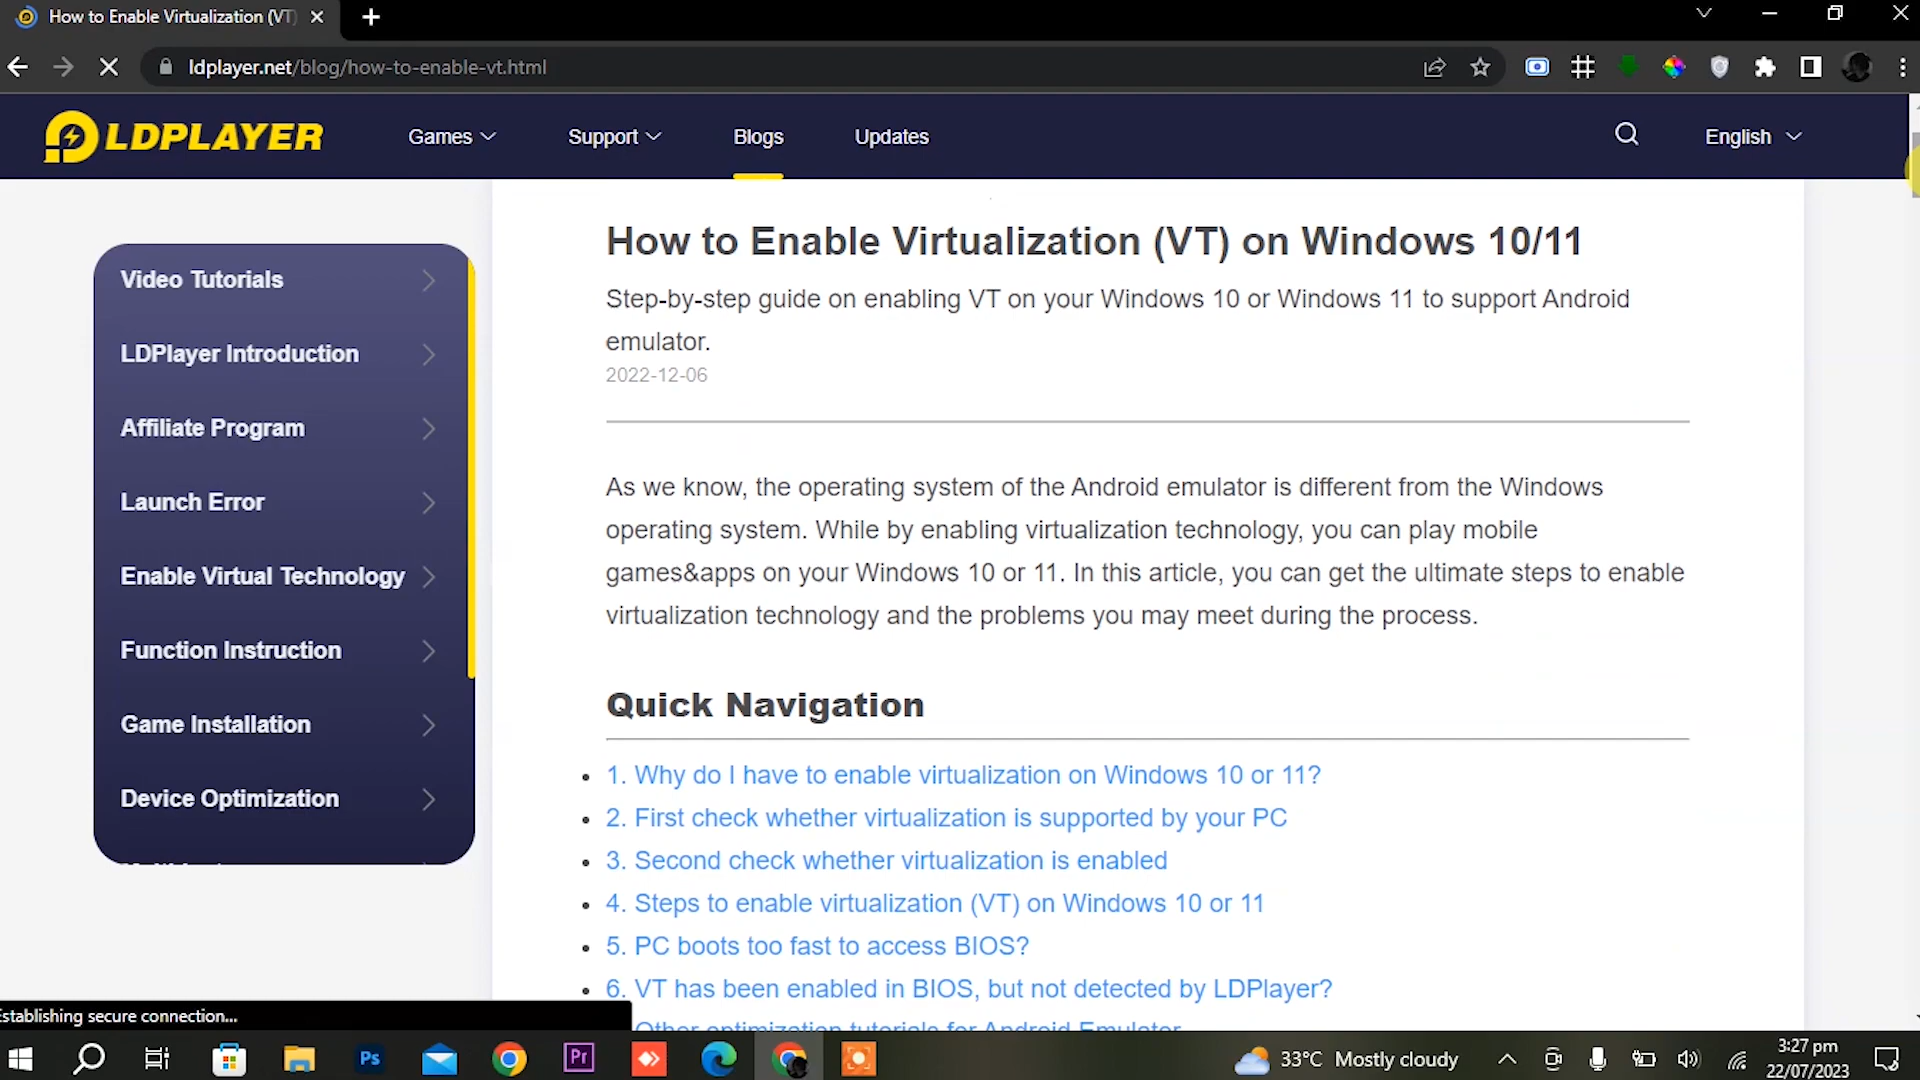 How to Enable Virtualization (VT)
ldplayer.net/blog/how-to-enable-vt.html
LDPLAYER
Games
Support
Blogs
Updates
English
Video Tutorials
LDPlayer Introduction
Affiliate Program
Launch Error
Enable Virtual Technology
Function Instruction
Game Installation
Device Optimization
How to Enable Virtualization (VT) on Windows 10/11
Step-by-step guide on enabling VT on your Windows 10 or Windows 11 to support Android
emulator.
2022-12-06
As we know, the operating system of the Android emulator is different from the Windows
operating system. While by enabling virtualization technology, you can play mobile
games&apps on your Windows 10 or 11. In this article, you can get the ultimate steps to enable
virtualization technology and the problems you may meet during the process.
Quick Navigation
1. Why do I have to enable virtualization on Windows 10 or 11?
2. First check whether virtualization is supported by your PC
3. Second check whether virtualization is enabled
4. Steps to enable virtualization (VT) on Windows 10 or 11
5. PC boots too fast to access BIOS?
6. VT has been enabled in BIOS, but not detected by LDPlayer?
Other optimization tutorials for Android Emulator
Establishing secure connection...
Ps
Pr
33°C Mostly cloudy
3:27 pm
22/07/2023